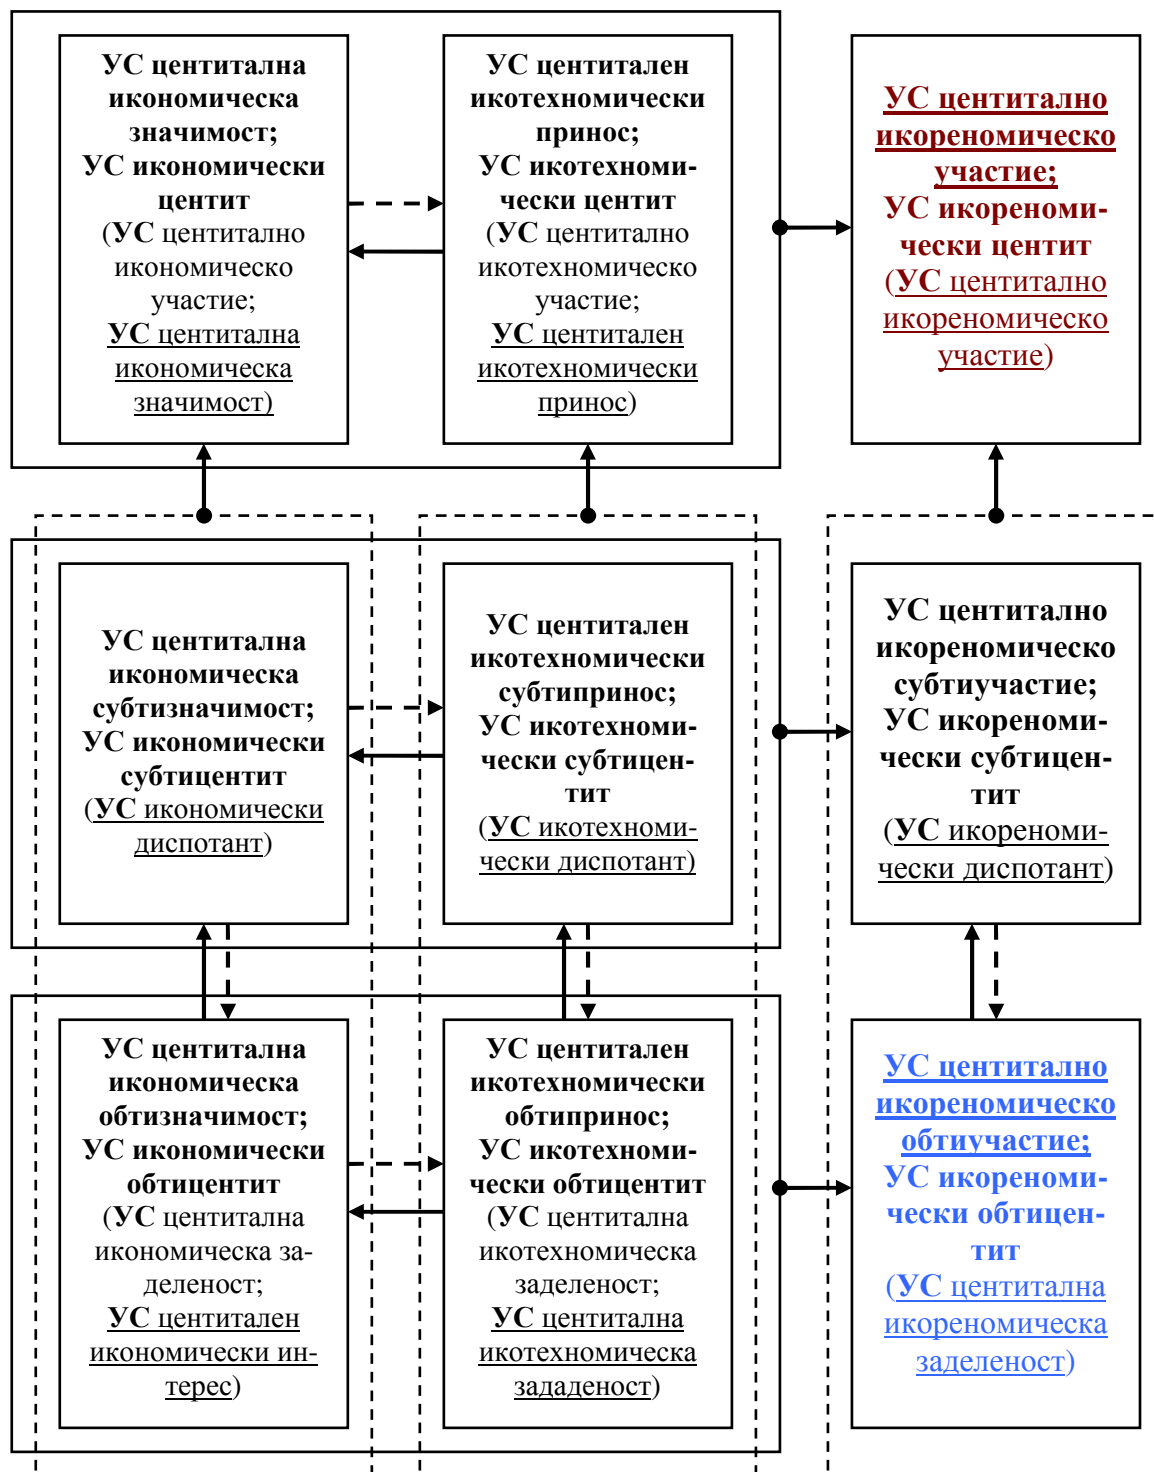 УС центитална
икономическа
значимост;
УС икономически
центит
(УС центитално
икономическо
участие;
УС центитална
икономическа
значимост)
УС центитален
икотехномически
принос;
УС икотехноми-
чески центит
(УС центитално
икотехномическо
участие;
УС центитален
икотехномически
принос)
УС центитално
икореномическо
участие;
УС икореноми-
чески центит
(УС центитално
икореномическо
участие)
УС центитална
икономическа
субтизначимост;
УС икономически
субтицентит
(УС икономически
диспотант)
УС центитален
икотехномически
субтипринос;
УС икотехноми-
чески субтицен-
тит
(УС икотехноми-
чески диспотант)
УС центитално
икореномическо
субтиучастие;
УС икореноми-
чески субтицен-
тит
(УС икореноми-
чески диспотант)
УС центитална
икономическа
обтизначимост;
УС икономически
обтицентит
(УС центитална
икономическа за-
деленост;
УС центитален
икономически ин-
терес)
УС центитален
икотехномически
обтипринос;
УС икотехноми-
чески обтицентит
(УС центитална
икотехномическа
заделеност;
УС центитална
икотехномическа
зададеност)
УС центитално
икореномическо
обтиучастие;
УС икореноми-
чески обтицен-
тит
(УС центитална
икореномическа
заделеност)